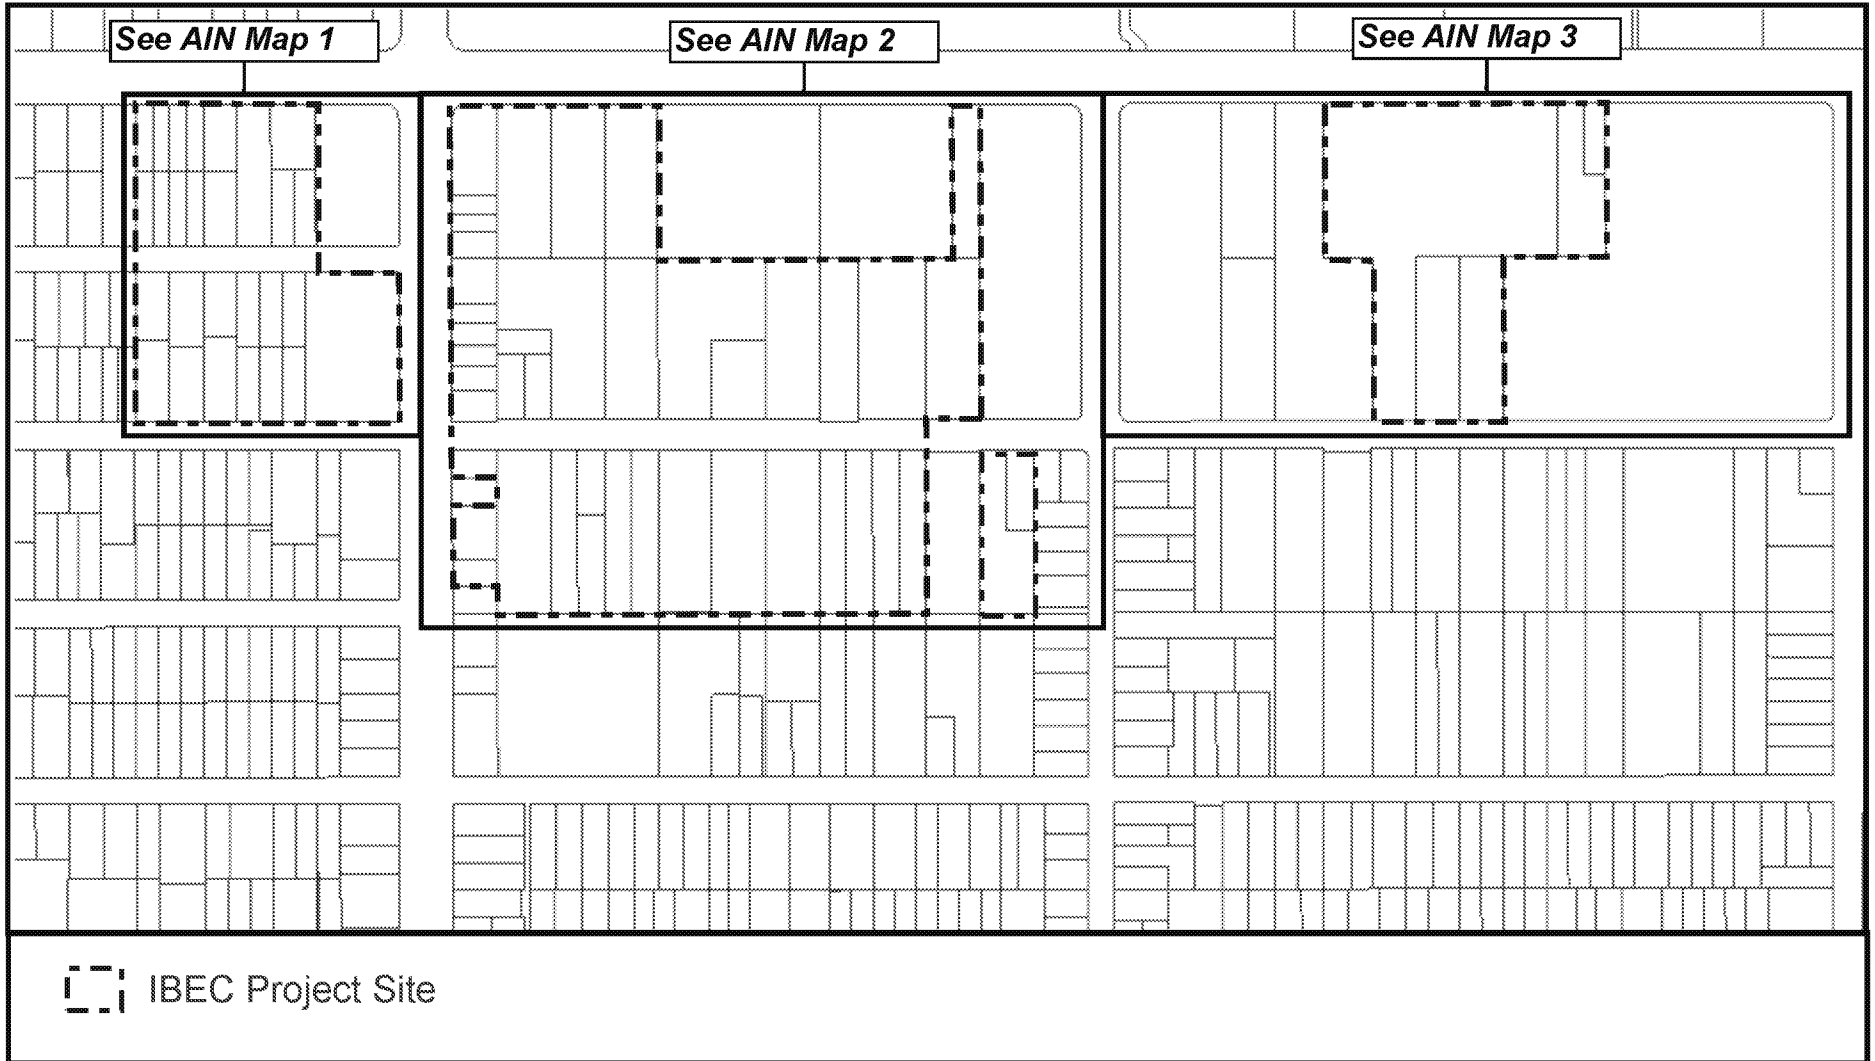 See AIN Map 1
See AIN Map 2
See AIN Map 3
IBEC Project Site